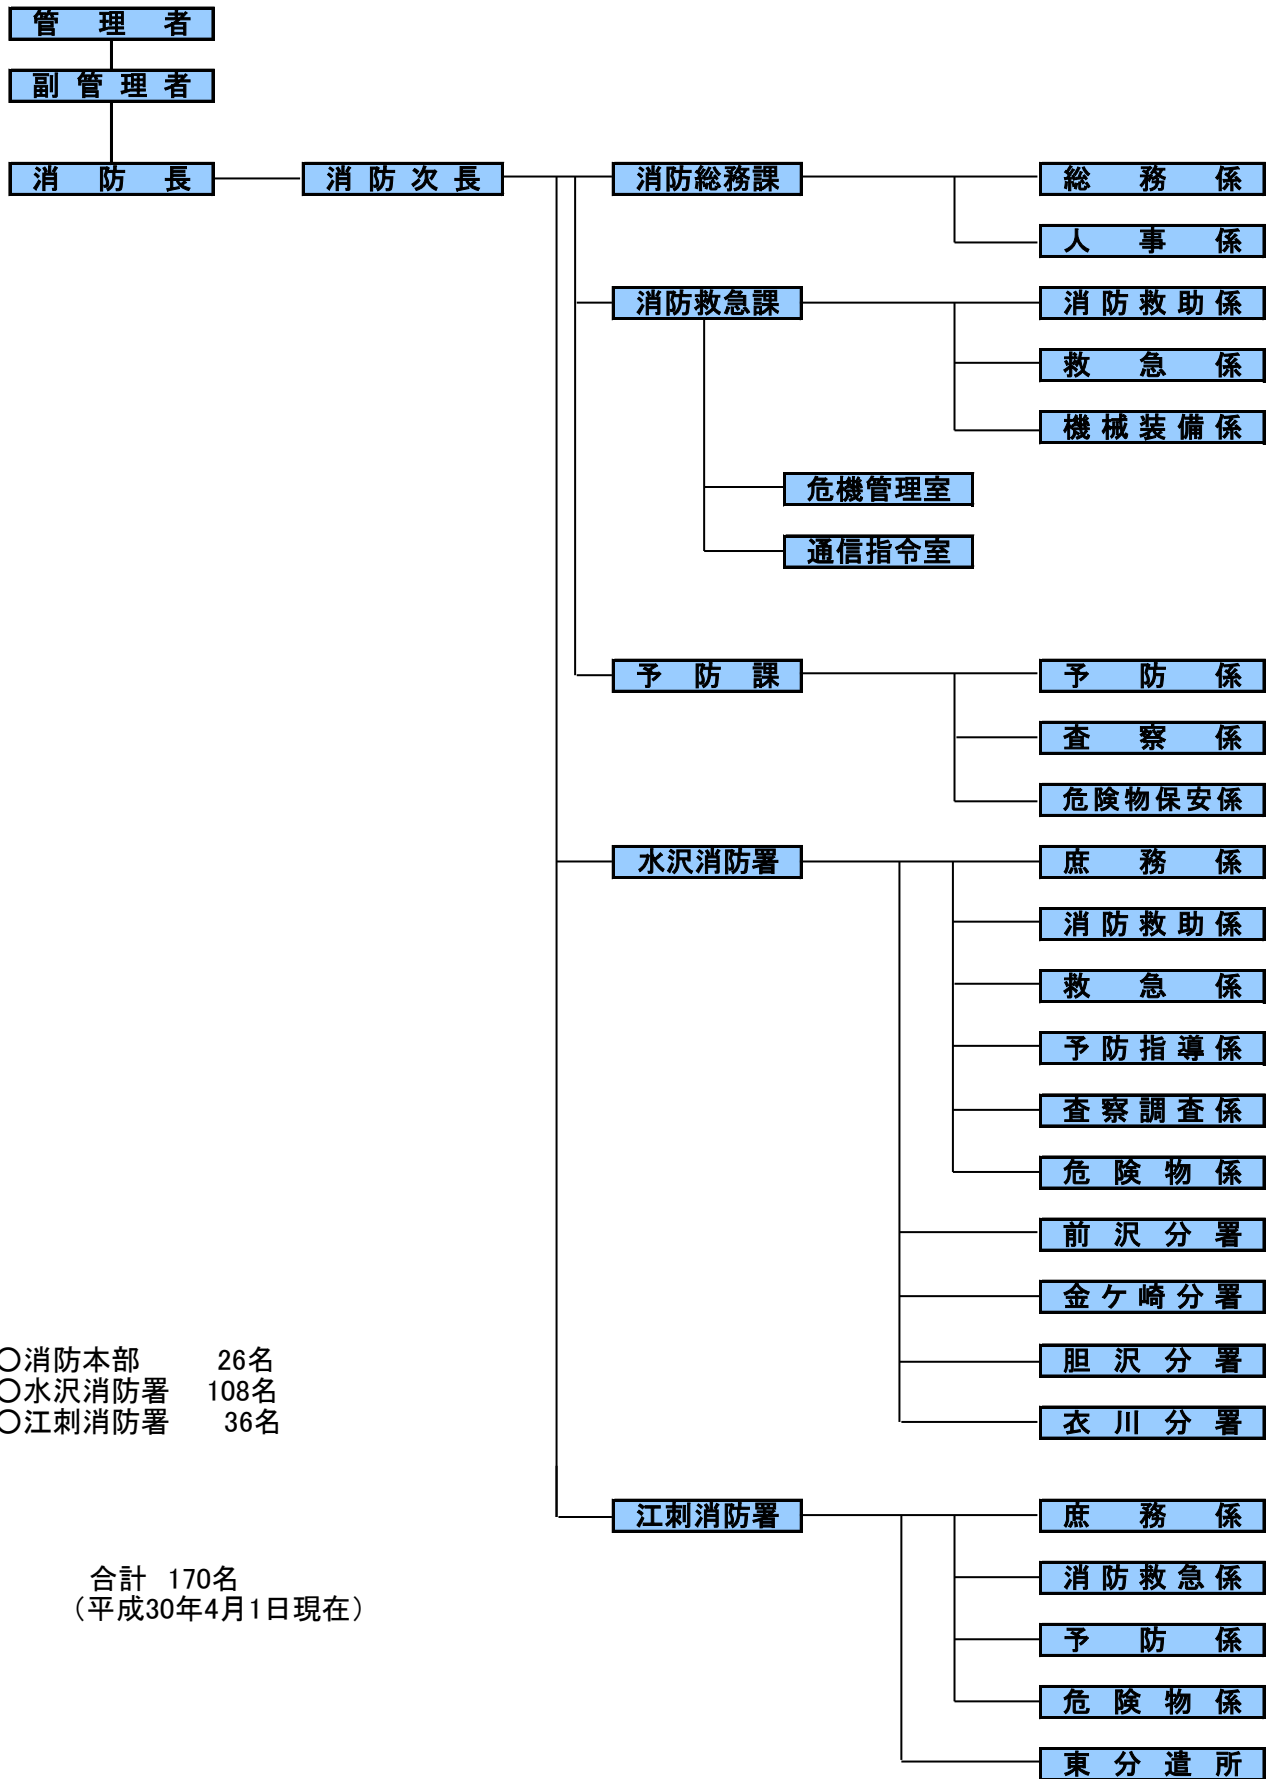 管理者
副管理者
消防長 消防次長 消防総務課 総務係
人事係
消防救急課 消防救助係
救急係
機械装備係
危機管理室
通信指令室
予防課 予防係
査察係
危険物保安係
水沢消防署 庶務係
消防救助係
救急係
予防指導係
査察調査係
危険物係
前沢分署
金ケ崎分署
胆沢分署
衣川分署
○消防本部 26名
○水沢消防署 108名
○江刺消防署 36名
江刺消防署 庶務係
消防救急係
予防係
危険物係
東分遣所
合計 170名
（平成30年4月1日現在）